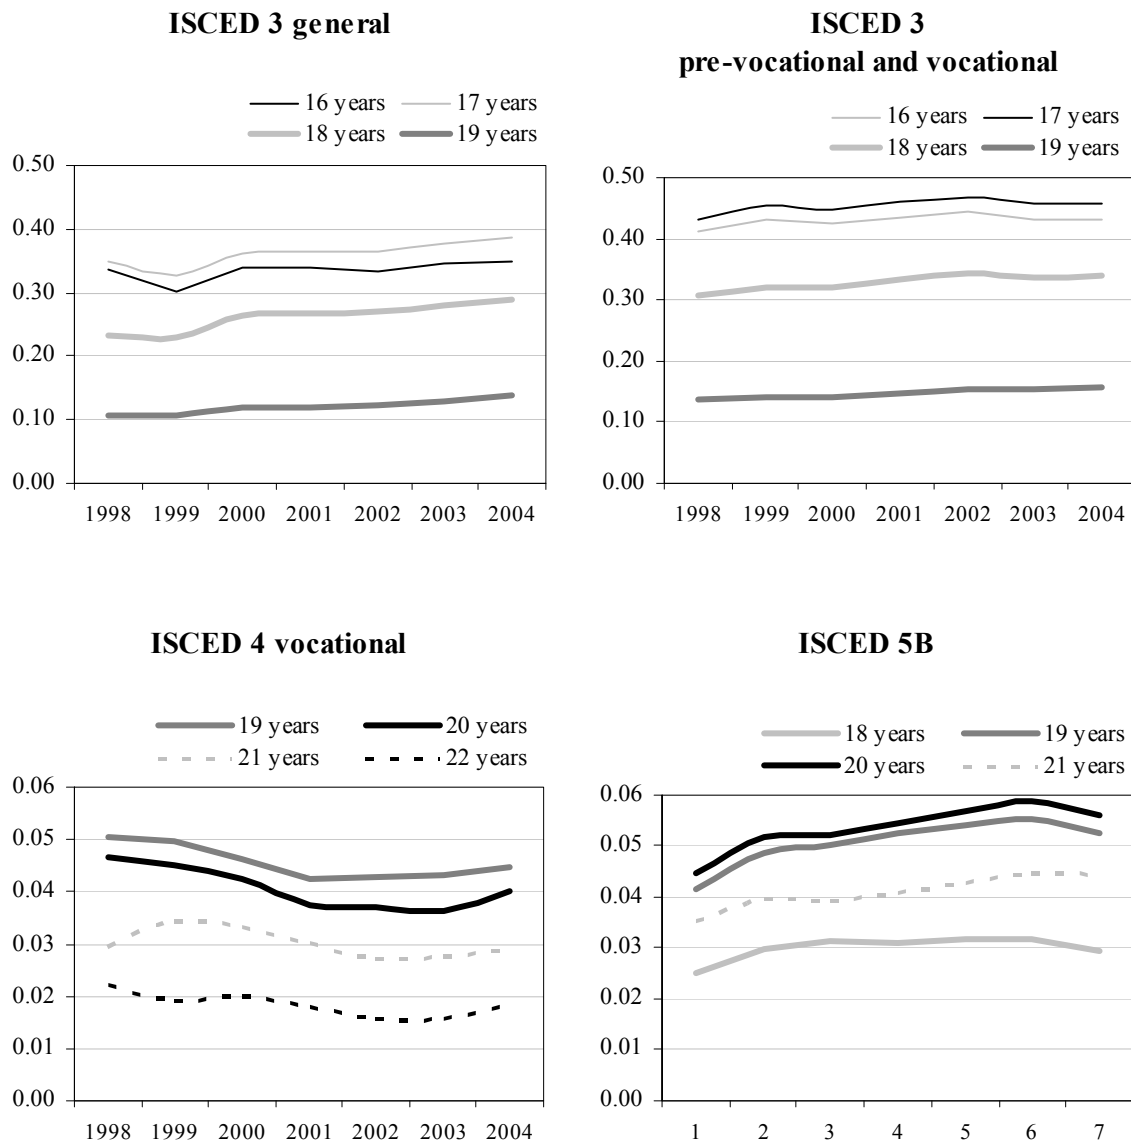 ISCED 3 general
16 years 17 years
18 years 19 years
0.50
0.40
0.30
0.20
0.10
0.00
1998 1999 2000 2001 2002 2003 2004
ISCED 3
pre-vocational and vocational
16 years 17 years
18 years 19 years
0.50
0.40
0.30
0.20
0.10
0.00
1998 1999 2000 2001 2002 2003 2004
ISCED 4 vocational
19 years 20 years
21 years 22 years
0.06
0.05
0.04
0.03
0.02
0.01
0.00
1998 1999 2000 2001 2002 2003 2004
ISCED 5B
18 years 19 years
20 years 21 years
0.06
0.05
0.04
0.03
0.02
0.01
0.00
1 2 3 4 5 6 7